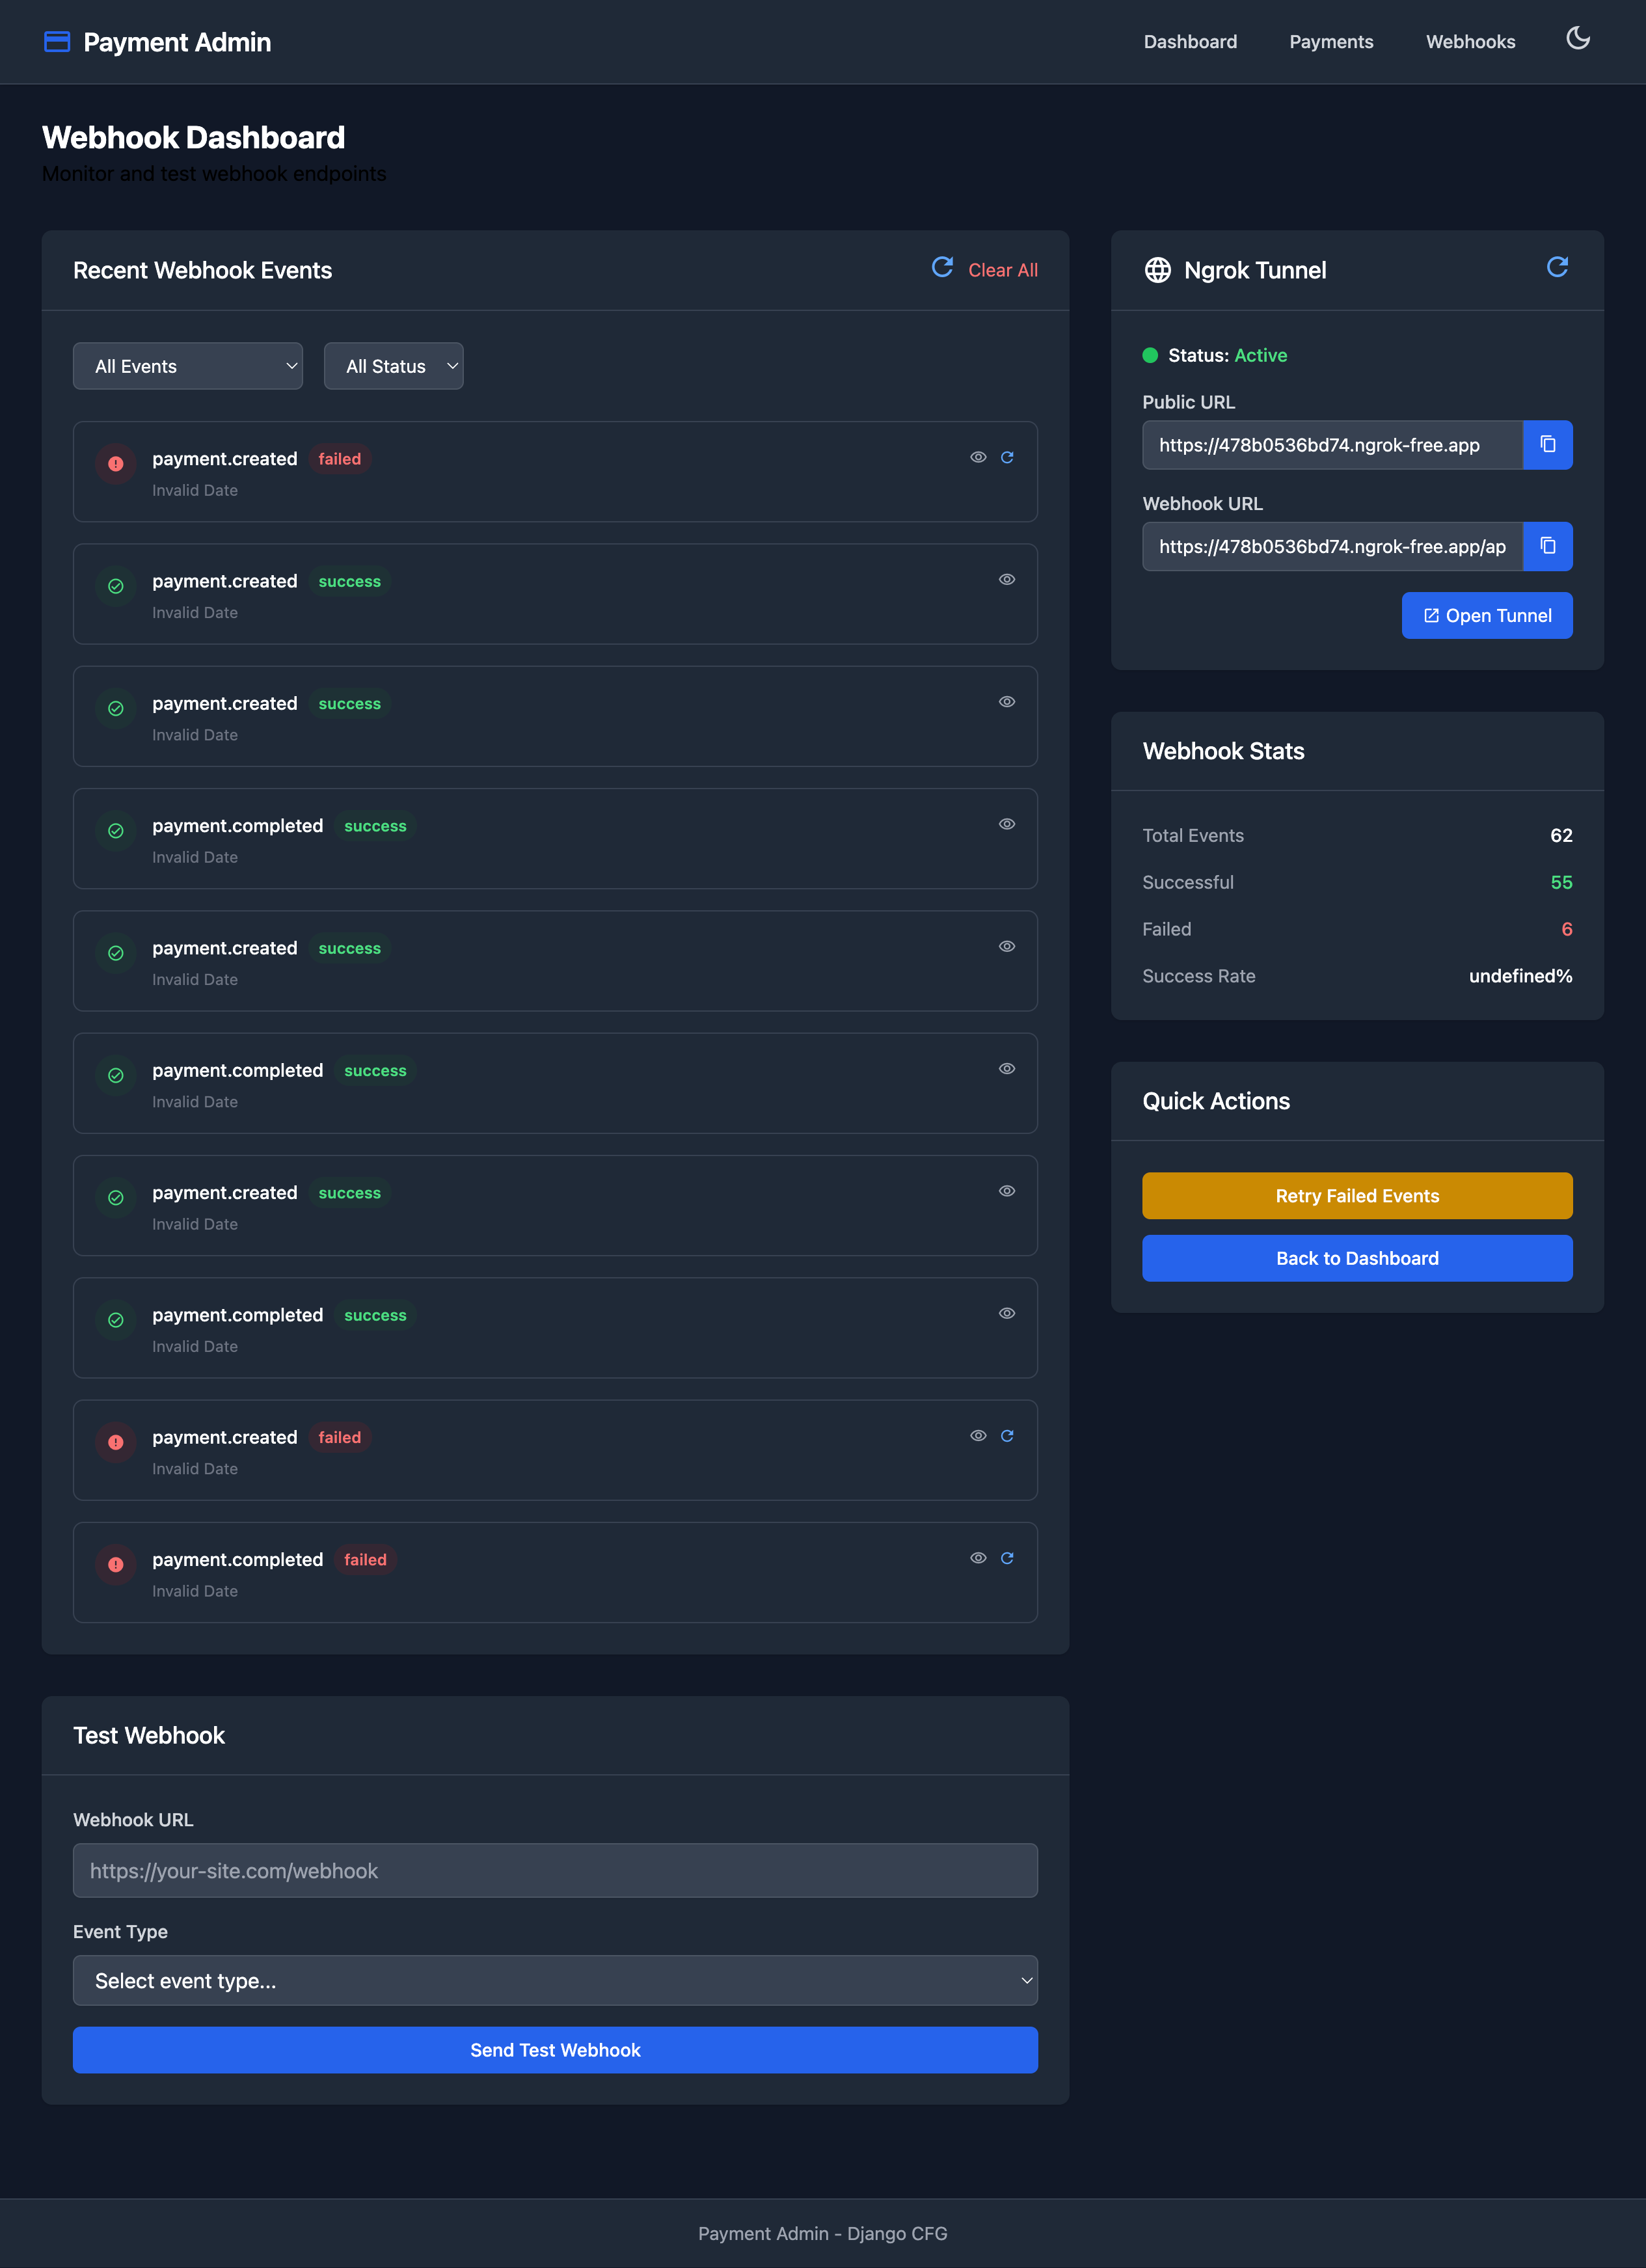 Payment Admin
Dashboard
Payments
Webhooks
Webhook Dashboard
Monitor and test webhook endpoints
Recent Webhook Events
Clear All
All Events
All Status
payment.created failed
Invalid Date
payment.created success
Invalid Date
payment.created success
Invalid Date
payment.completed success
Invalid Date
payment.created success
Invalid Date
payment.completed success
Invalid Date
payment.created success
Invalid Date
payment.completed success
Invalid Date
payment.created failed
Invalid Date
payment.completed failed
Invalid Date
Test Webhook
Webhook URL
https://your-site.com/webhook
Event Type
Select event type...
Send Test Webhook
Ngrok Tunnel
Status: Active
Public URL
https://478b0536bd74.ngrok-free.app
Webhook URL
https://478b0536bd74.ngrok-free.app/ap
Open Tunnel
Webhook Stats
Total Events 62
Successful 55
Failed 6
Success Rate undefined%
Quick Actions
Retry Failed Events
Back to Dashboard
Payment Admin - Django CFG